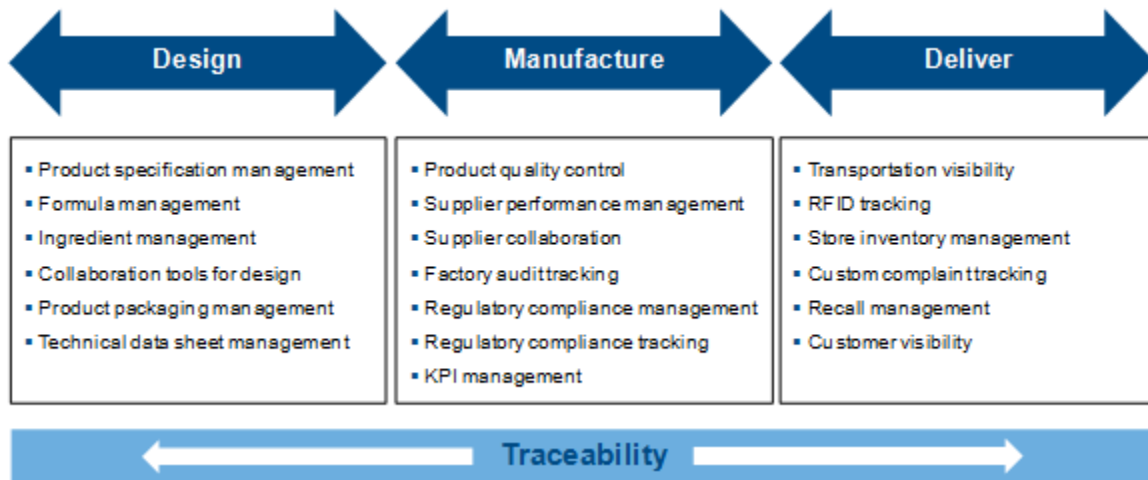 Design
Manufacture
Deliver
▪ Product specification management
▪ Formula management
▪ Ingredient management
▪ Collaboration tools for design
▪ Product packaging management
▪ Technical data sheet management
▪ Product quality control
▪ Supplier performance management
▪ Supplier collaboration
▪ Factory audit tracking
▪ Regulatory compliance management
▪ Regulatory compliance tracking
▪ KPI management
▪ Transportation visibility
▪ RFID tracking
▪ Store inventory management
▪ Custom complaint tracking
▪ Recall management
▪ Customer visibility
Traceability